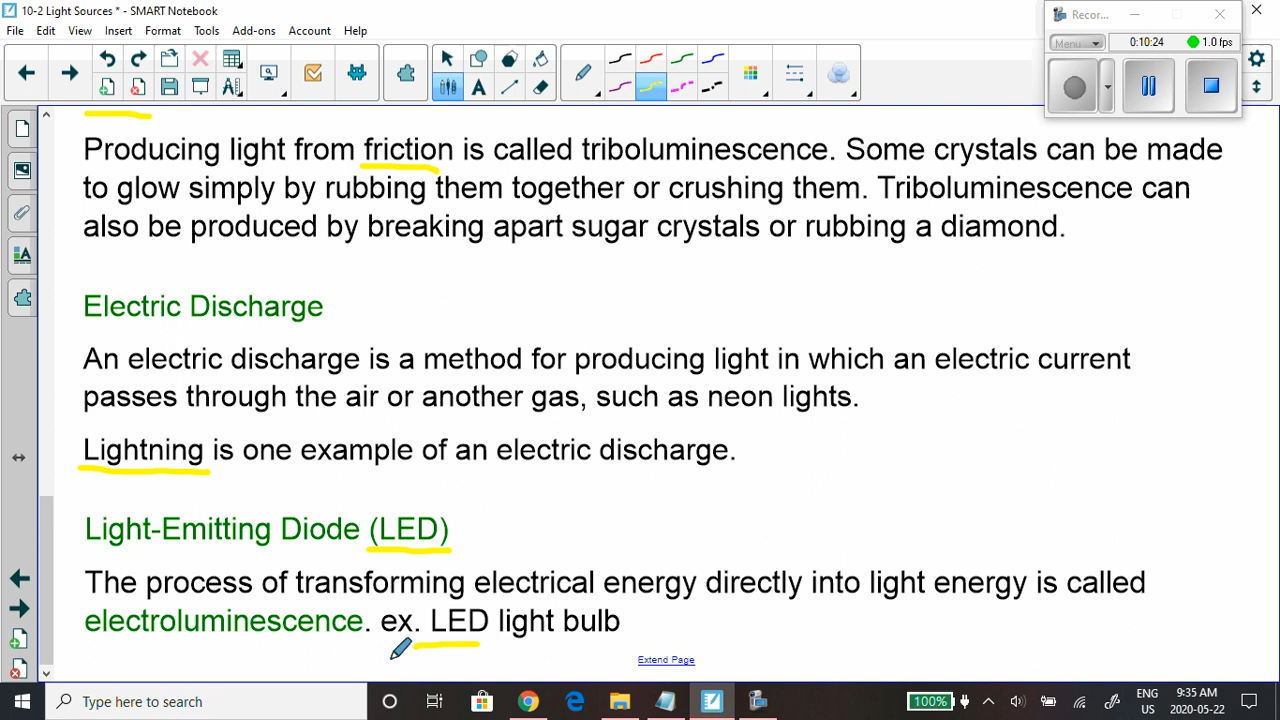 10-2 Light Sources * - SMART Notebook
Recor...
File Edit View Insert Format Tools Add-ons Account Help
Menu
0:10:24
1.0 fps
Producing light from friction is called triboluminescence. Some crystals can be made
to glow simply by rubbing them together or crushing them. Triboluminescence can
also be produced by breaking apart sugar crystals or rubbing a diamond.
Electric Discharge
An electric discharge is a method for producing light in which an electric current
passes through the air or another gas, such as neon lights.
Lightning is one example of an electric discharge.
Light-Emitting Diode (LED)
The process of transforming electrical energy directly into light energy is called
electroluminescence. ex. LED light bulb
Extend Page
Type here to search
100%
ENG
US
9:35 AM
2020-05-22